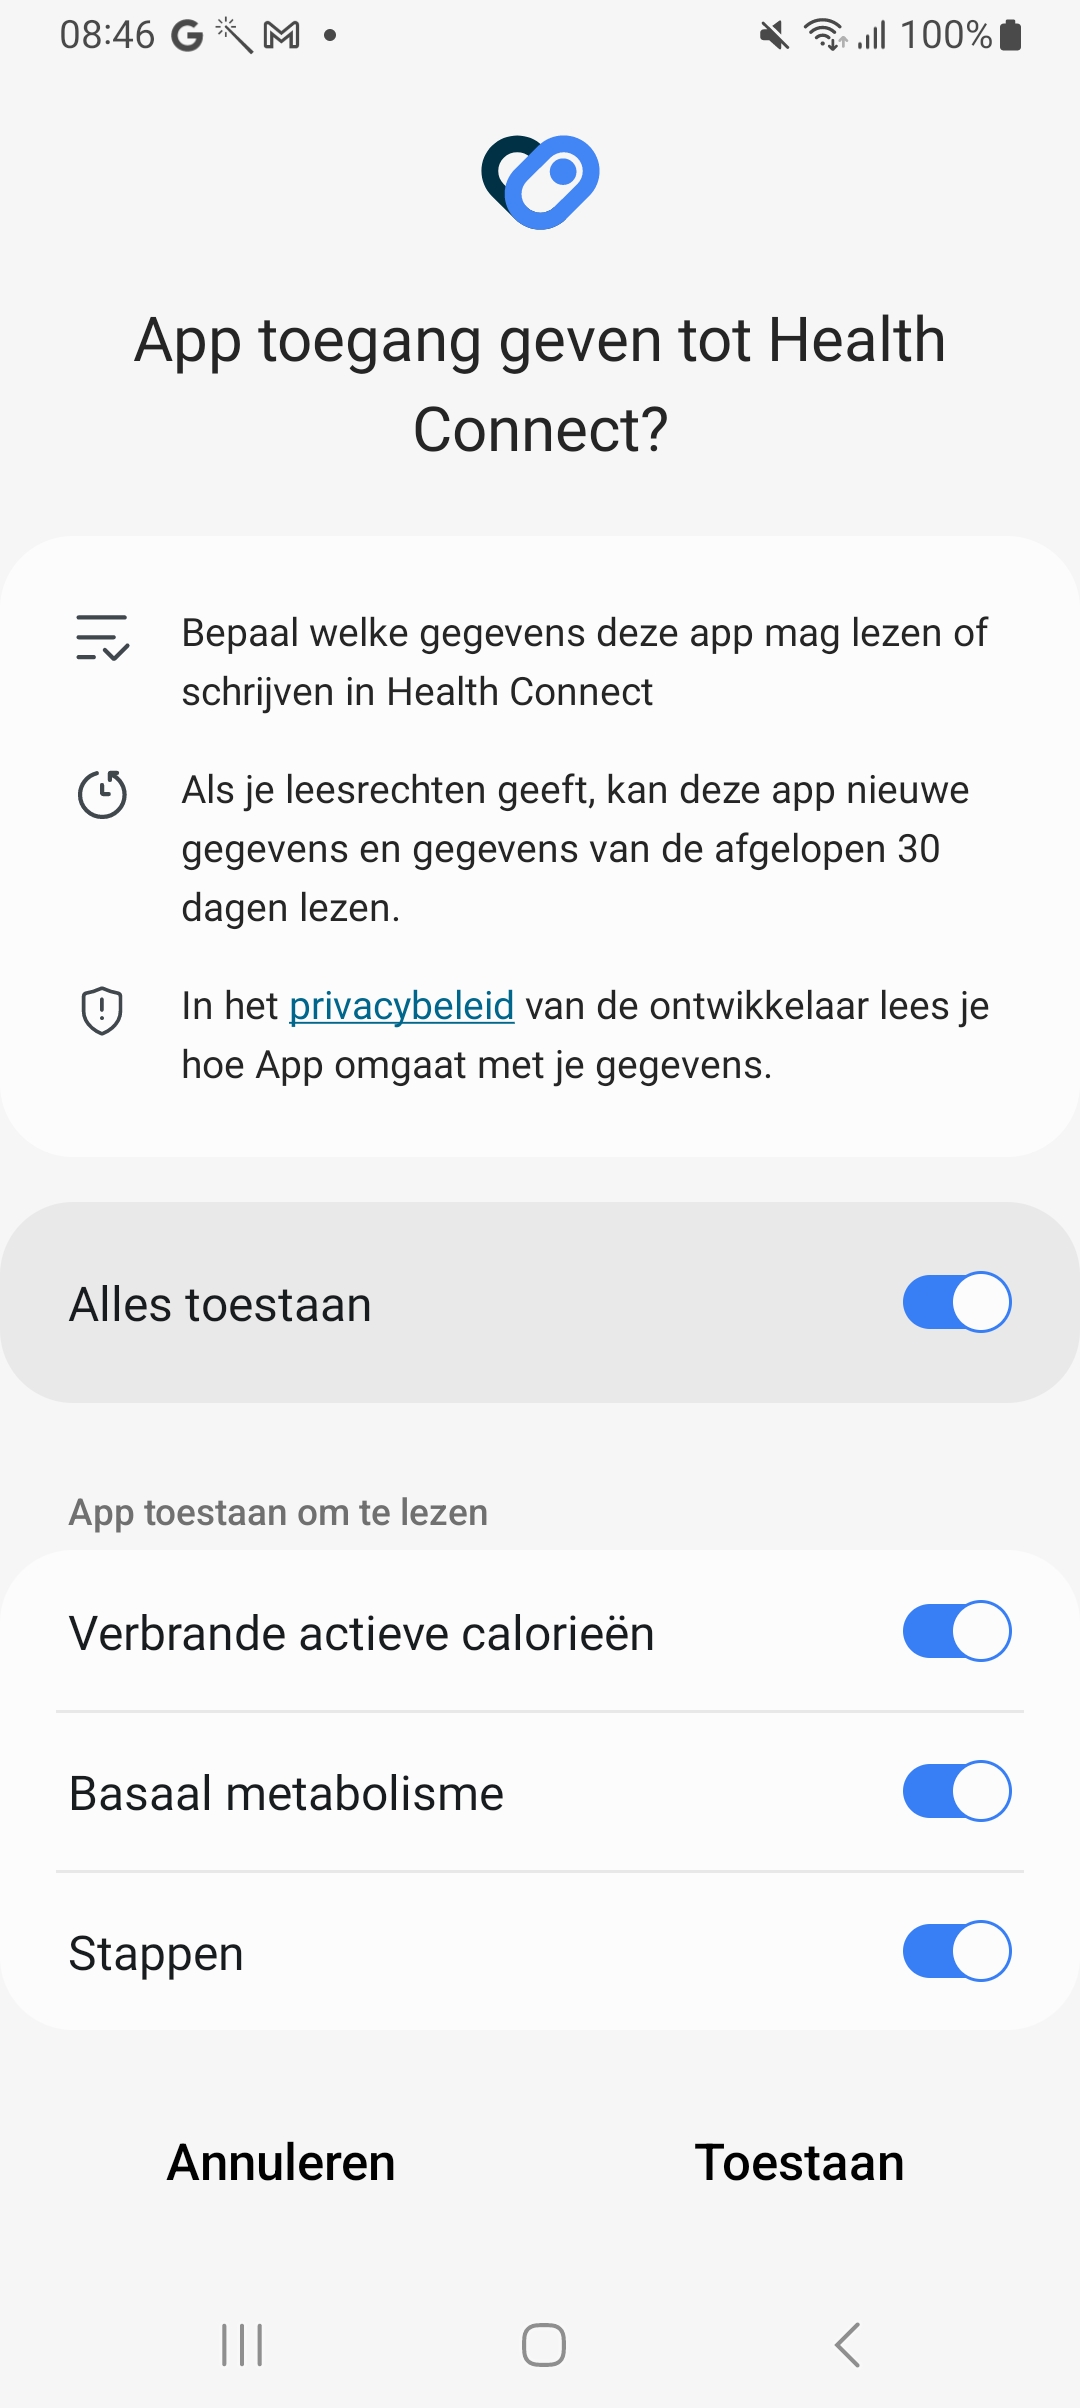 08:46
100%
App toegang geven tot Health
Connect?
Bepaal welke gegevens deze app mag lezen of
schrijven in Health Connect
Als je leesrechten geeft, kan deze app nieuwe
gegevens en gegevens van de afgelopen 30
dagen lezen.
In het privacybeleid van de ontwikkelaar lees je
hoe App omgaat met je gegevens.
Alles toestaan
App toestaan om te lezen
Verbrande actieve calorieën
Basaal metabolisme
Stappen
Annuleren
Toestaan